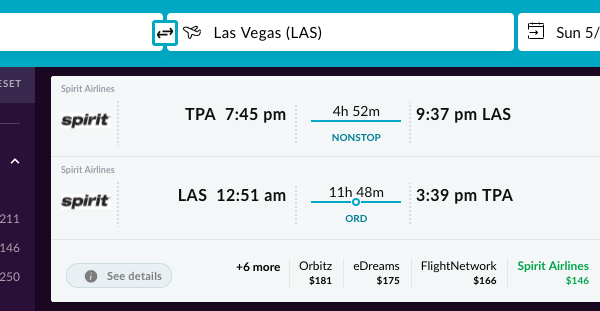 Las Vegas (LAS)
Sun 5/
ESET
Spirit Airlines
spirit
TPA 7:45 pm
4h 52m
NONSTOP
9:37 pm LAS
Spirit Airlines
spirit
LAS 12:51 am
11h 48m
ORD
3:39 pm TPA
211
146
250
See details
+6 more
Orbitz
$181
eDreams
$175
FlightNetwork
$166
Spirit Airlines
$146